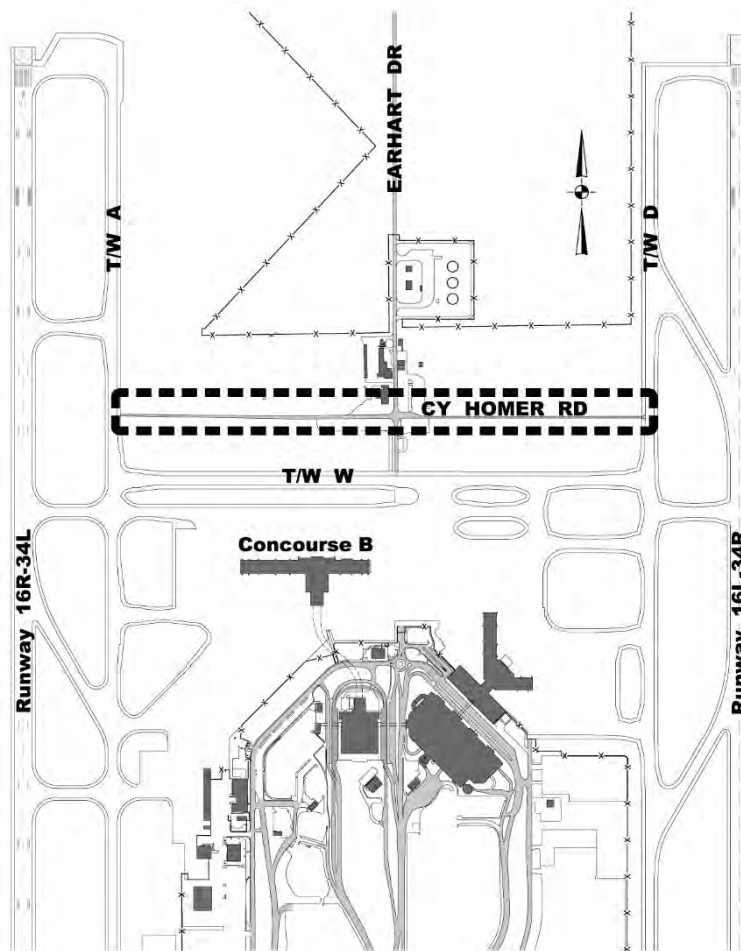 EARHART DR
T/W A
T/W D
CY HOMER RD
T/W W
Concourse B
Runway 16R-34L
Runway 16L-34R